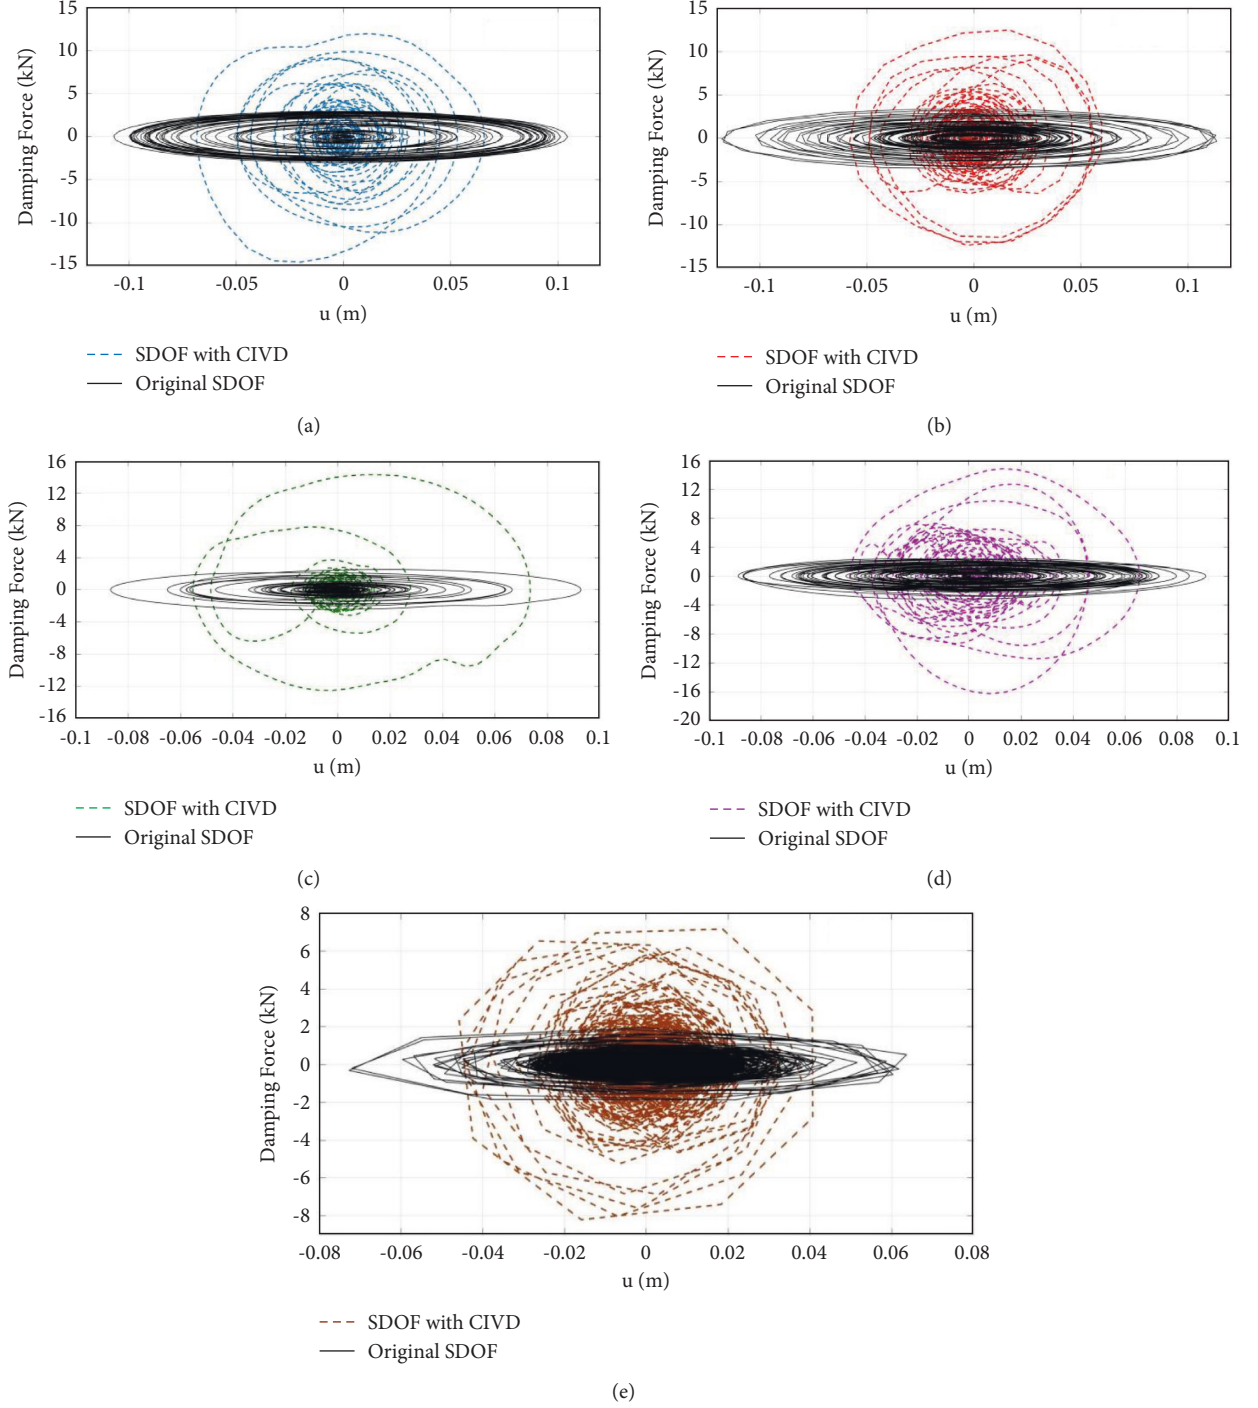 15
10
5
0
-5
-10
-15
Damping Force (kN)
-0.1 -0.05 0 0.05 0.1
u (m)
SDOF with CIVD
Original SDOF
(a)
15
10
5
0
-5
-10
-15
Damping Force (kN)
-0.1 -0.05 0 0.05 0.1
u (m)
SDOF with CIVD
Original SDOF
(b)
16
12
8
4
0
-4
-8
-12
-16
Damping Force (kN)
-0.1 -0.08 -0.06 -0.04 -0.02 0 0.02 0.04 0.06 0.08 0.1
u (m)
SDOF with CIVD
Original SDOF
(c)
16
12
8
4
0
-4
-8
-12
-16
-20
Damping Force (kN)
-0.1 -0.08 -0.06 -0.04 -0.02 0 0.02 0.04 0.06 0.08 0.1
u (m)
SDOF with CIVD
Original SDOF
(d)
8
6
4
2
0
-2
-4
-6
-8
Damping Force (kN)
-0.08 -0.06 -0.04 -0.02 0 0.02 0.04 0.06 0.08
u (m)
SDOF with CIVD
Original SDOF
(e)